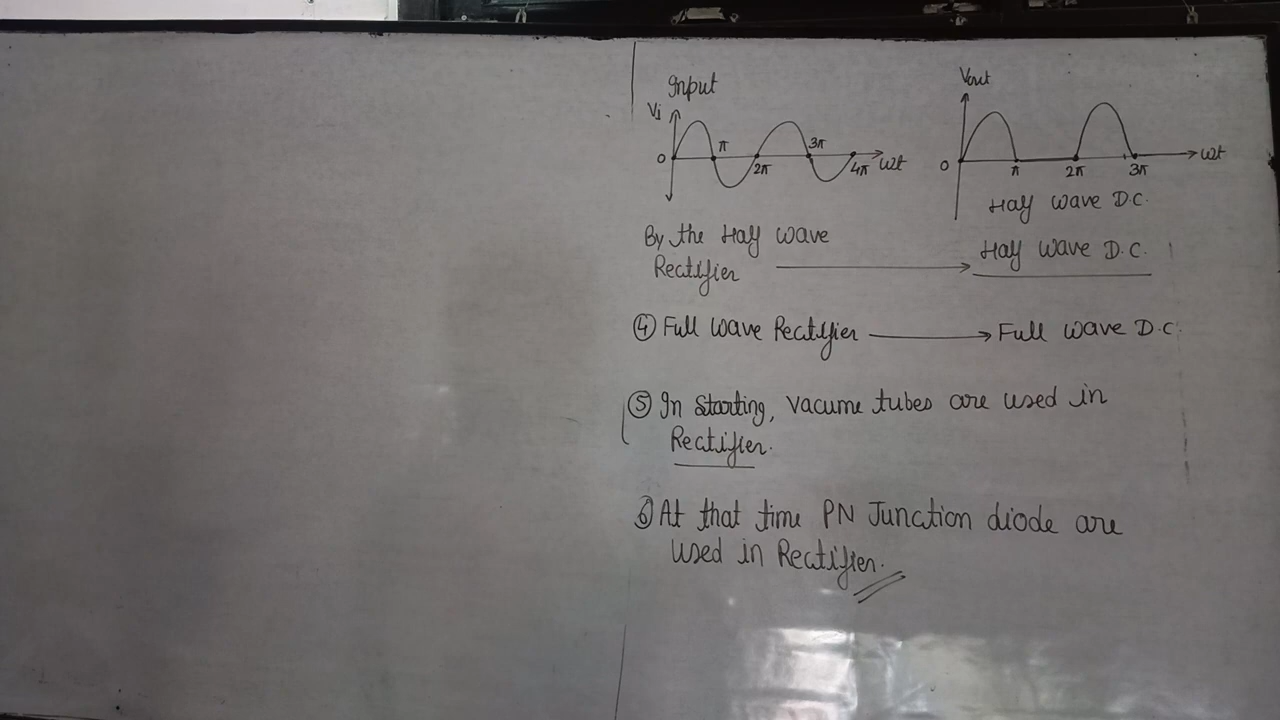 Input
Vi
0
π
2π
3π
4π
wt
Vout
0
π
2π
3π
wt
Half wave D.C.
By the Half wave
Rectifier → Half wave D.C.
④ Full wave Rectifier → Full wave D.C.
⑤ In Starting, vacume tubes are used in
Rectifier.
⑥ At that time PN Junction diode are
used in Rectifier.